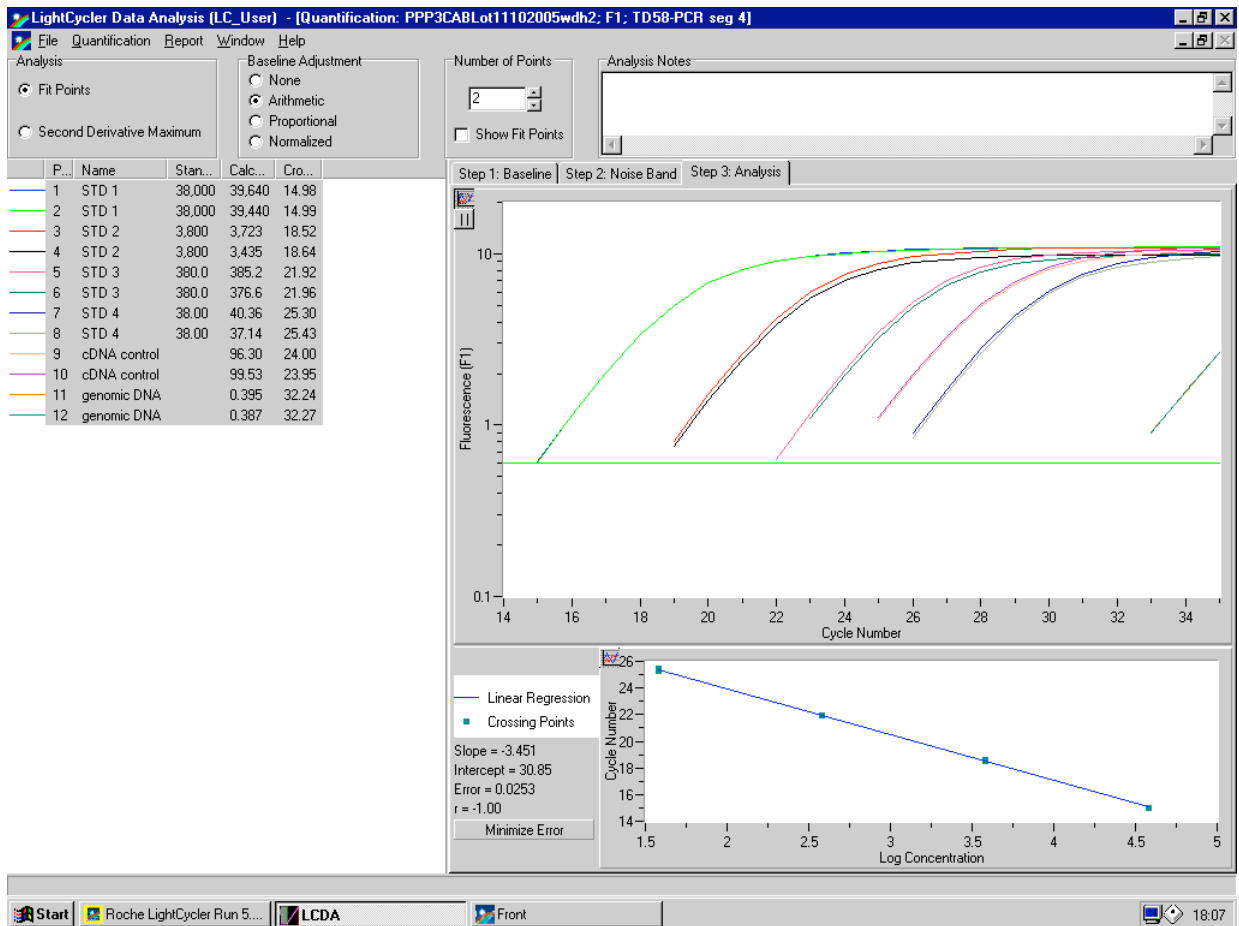 LightCycler Data Analysis (LC_User) - [Quantification: PPP3CABLot11102005wdh2; F1; TD58-PCR seg 4]
File Quantification Report Window Help
Analysis
Fit Points
Second Derivative Maximum
Baseline Adjustment
None
Arithmetic
Proportional
Normalized
Number of Points
2
Show Fit Points
Analysis Notes
P... Name Stan... Calc... Cro...
1 STD 1 38,000 39,640 14.98
2 STD 1 38,000 39,440 14.99
3 STD 2 3,800 3,723 18.52
4 STD 2 3,800 3,435 18.64
5 STD 3 380.0 385.2 21.92
6 STD 3 380.0 376.6 21.96
7 STD 4 38.00 40.36 25.30
8 STD 4 38.00 37.14 25.43
9 cDNA control 96.30 24.00
10 cDNA control 99.53 23.95
11 genomic DNA 0.395 32.24
12 genomic DNA 0.387 32.27
Step 1: Baseline Step 2: Noise Band Step 3: Analysis
10
1
0.1
Fluorescence (F1)
14 16 18 20 22 24 26 28 30 32 34
Cycle Number
Linear Regression
Crossing Points
Slope = -3.451
Intercept = 30.85
Error = 0.0253
r = -1.00
Minimize Error
26
24
22
20
18
16
14
Cycle Number
1.5 2 2.5 3 3.5 4 4.5 5
Log Concentration
Start Roche LightCycler Run 5.... LCDA Front 18:07